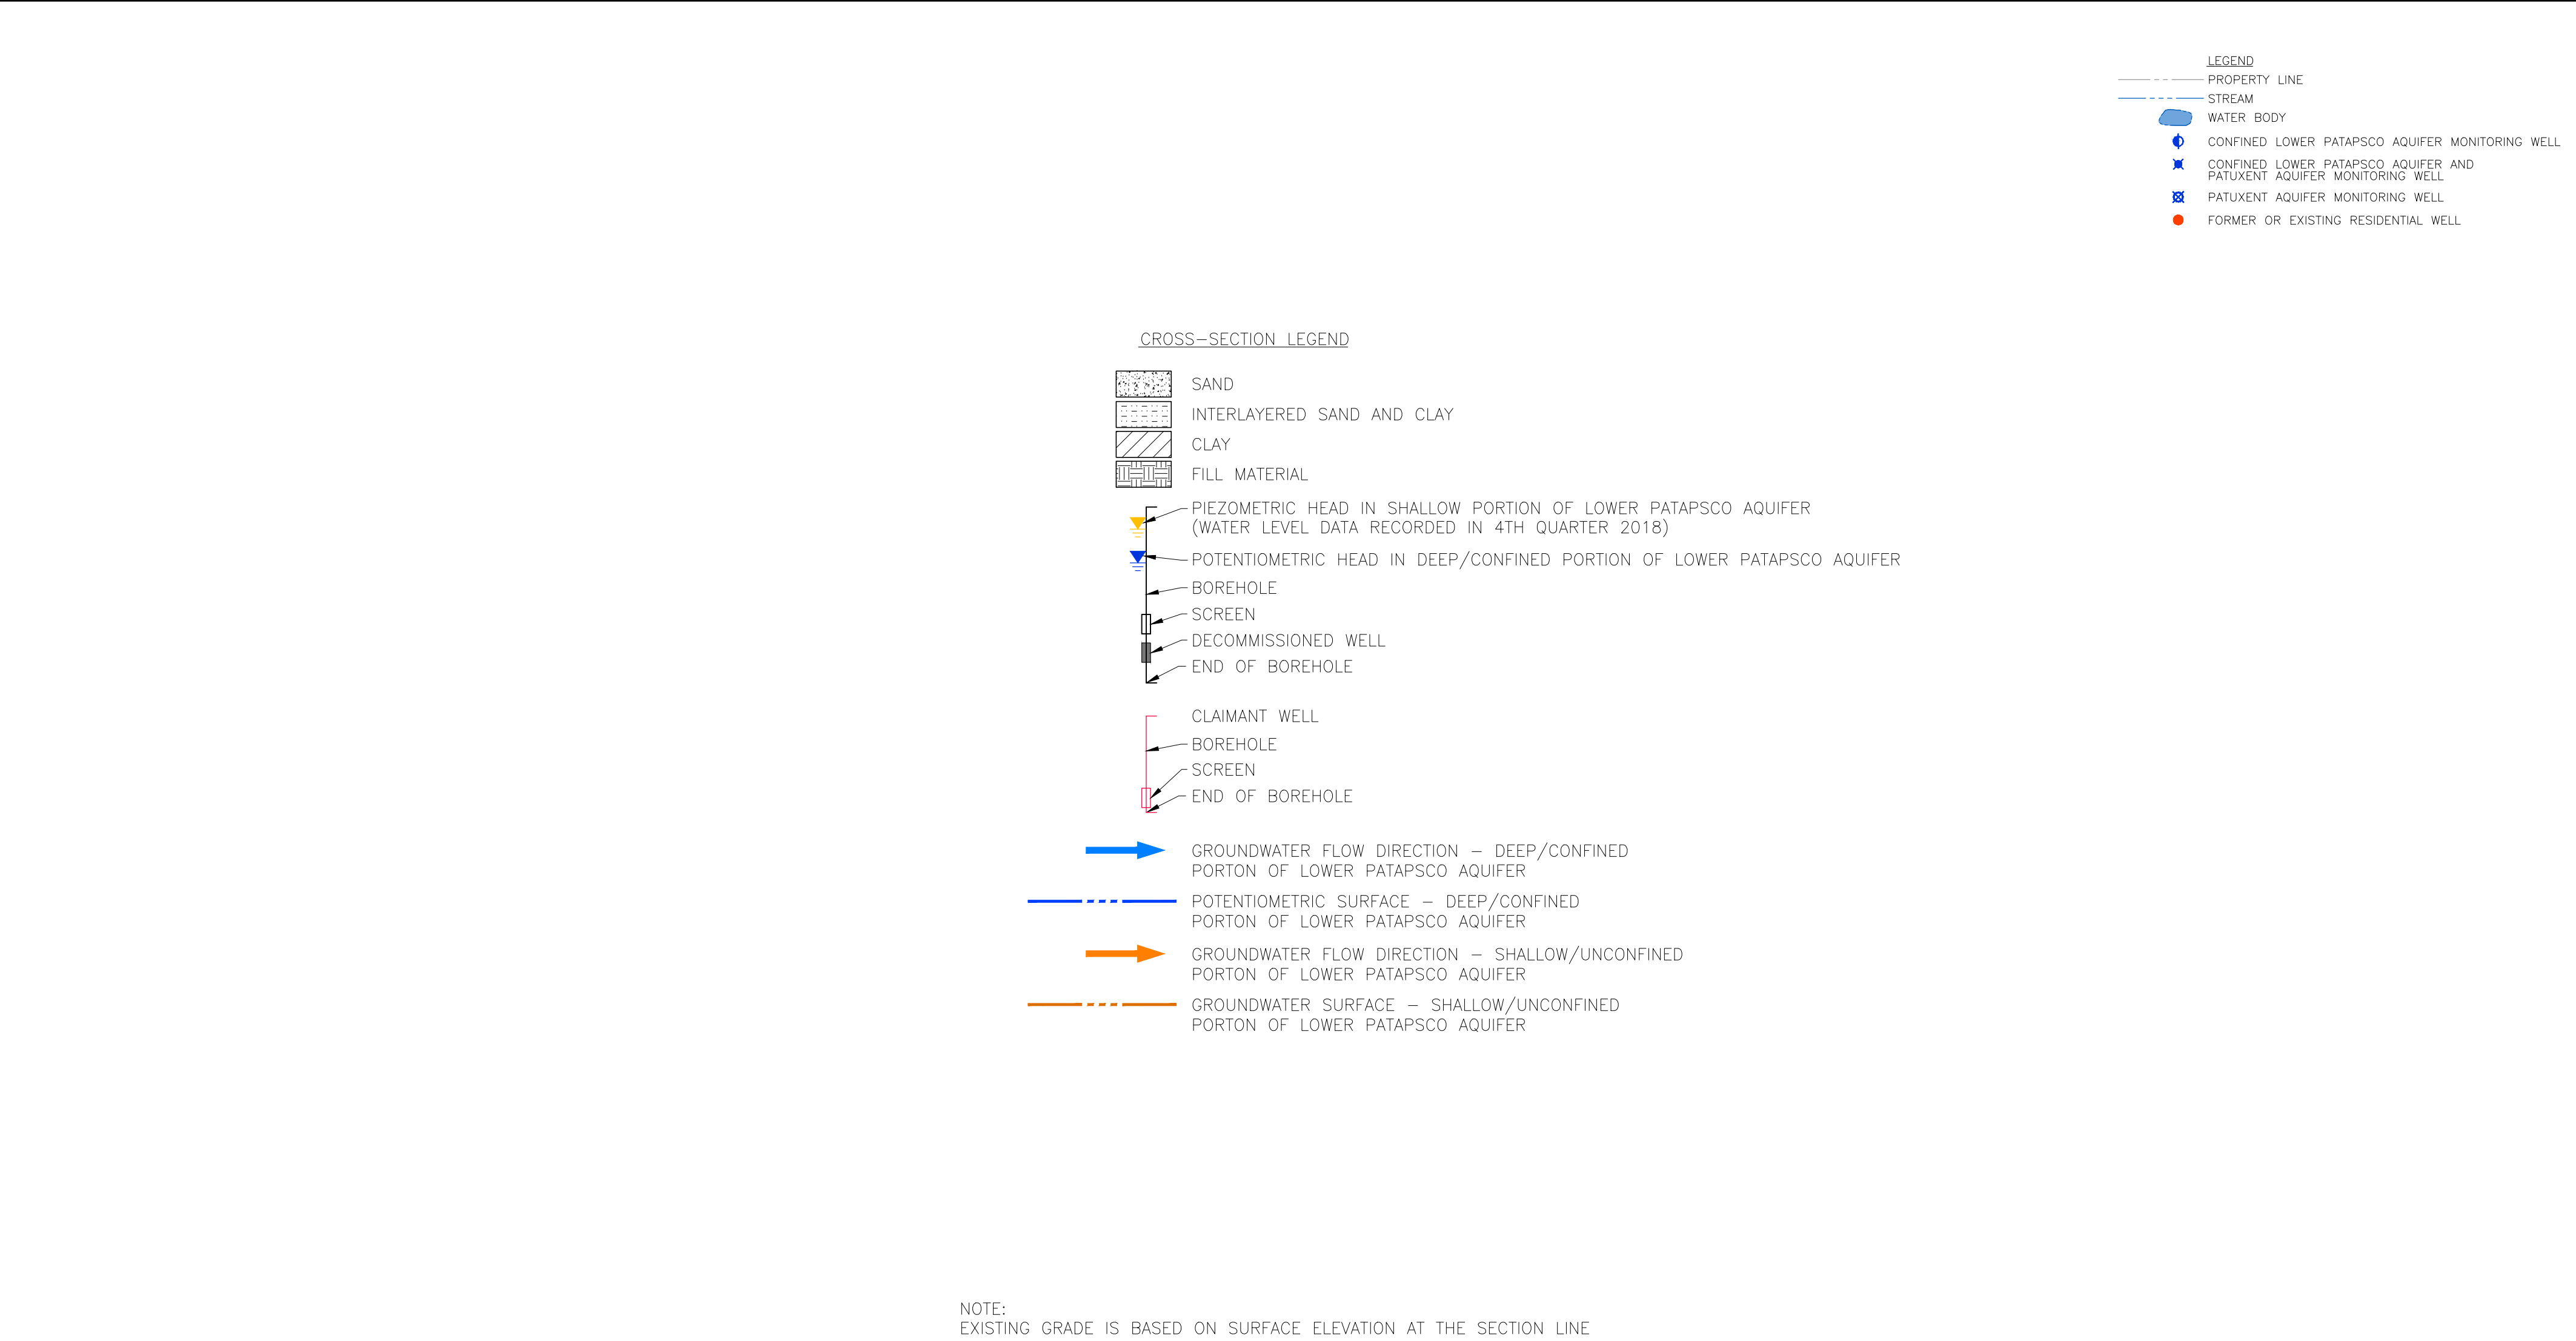 LEGEND
PROPERTY LINE
STREAM
WATER BODY
CONFINED LOWER PATAPSCO AQUIFER MONITORING WELL
CONFINED LOWER PATAPSCO AQUIFER AND
PATUXENT AQUIFER MONITORING WELL
PATUXENT AQUIFER MONITORING WELL
FORMER OR EXISTING RESIDENTIAL WELL
CROSS-SECTION LEGEND
SAND
INTERLAYERED SAND AND CLAY
CLAY
FILL MATERIAL
PIEZOMETRIC HEAD IN SHALLOW PORTION OF LOWER PATAPSCO AQUIFER
(WATER LEVEL DATA RECORDED IN 4TH QUARTER 2018)
POTENTIOMETRIC HEAD IN DEEP/CONFINED PORTION OF LOWER PATAPSCO AQUIFER
BOREHOLE
SCREEN
DECOMMISSIONED WELL
END OF BOREHOLE
CLAIMANT WELL
BOREHOLE
SCREEN
END OF BOREHOLE
GROUNDWATER FLOW DIRECTION - DEEP/CONFINED
PORTON OF LOWER PATAPSCO AQUIFER
POTENTIOMETRIC SURFACE - DEEP/CONFINED
PORTON OF LOWER PATAPSCO AQUIFER
GROUNDWATER FLOW DIRECTION - SHALLOW/UNCONFINED
PORTON OF LOWER PATAPSCO AQUIFER
GROUNDWATER SURFACE - SHALLOW/UNCONFINED
PORTON OF LOWER PATAPSCO AQUIFER
NOTE:
EXISTING GRADE IS BASED ON SURFACE ELEVATION AT THE SECTION LINE